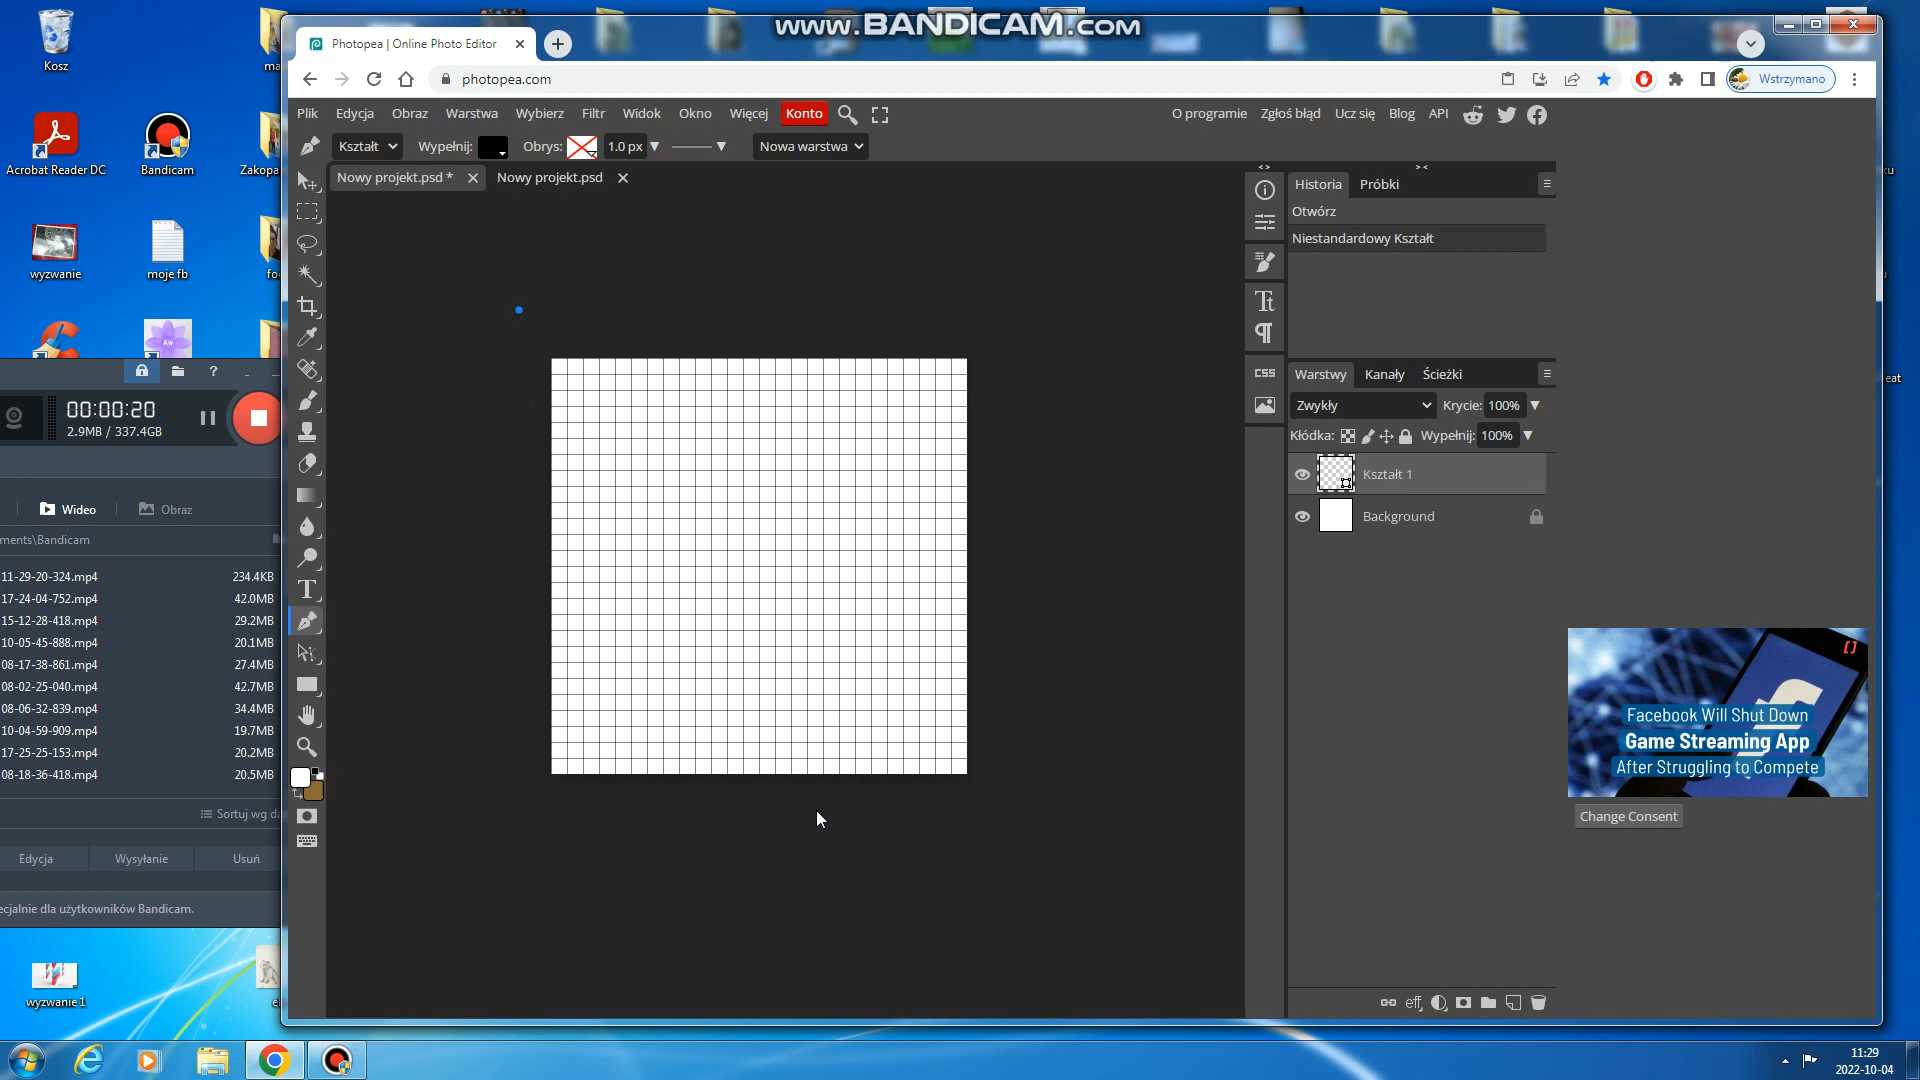 www.BANDICAM.com
Kosz
Acrobat Reader DC
Bandicam
Zakopa
wyzwanie
moje fb
foc
Aw
Photopea | Online Photo Editor
photopea.com
Wstrzymano
Plik Edycja Obraz Warstwa Wybierz Filtr Widok Okno Więcej Konto
O programie Zgłoś błąd Ucz się Blog API
Kształt Wypełnij: Obrys: 1.0 px Nowa warstwa
Nowy projekt.psd *
Nowy projekt.psd
Historia Próbki
Otwórz
Niestandardowy Kształt
CSS
Warstwy Kanały Ścieżki
Zwykły Krycie: 100%
Kłódka: Wypełnij: 100%
Kształt 1
Background
eat
00:00:20
2.9MB / 337.4GB
Wideo Obraz
ments\Bandicam
11-29-20-324.mp4 234.4KB
17-24-04-752.mp4 42.0MB
15-12-28-418.mp4 29.2MB
10-05-45-888.mp4 20.1MB
08-17-38-861.mp4 27.4MB
08-02-25-040.mp4 42.7MB
08-06-32-839.mp4 34.4MB
10-04-59-909.mp4 19.7MB
17-25-25-153.mp4 20.2MB
08-18-36-418.mp4 20.5MB
Sortuj wg da
Edycja Wysyłanie Usuń
ecjalnie dla użytkowników Bandicam.
wyzwanie 1
Facebook Will Shut Down
Game Streaming App
After Struggling to Compete
Change Consent
eff
11:29
2022-10-04